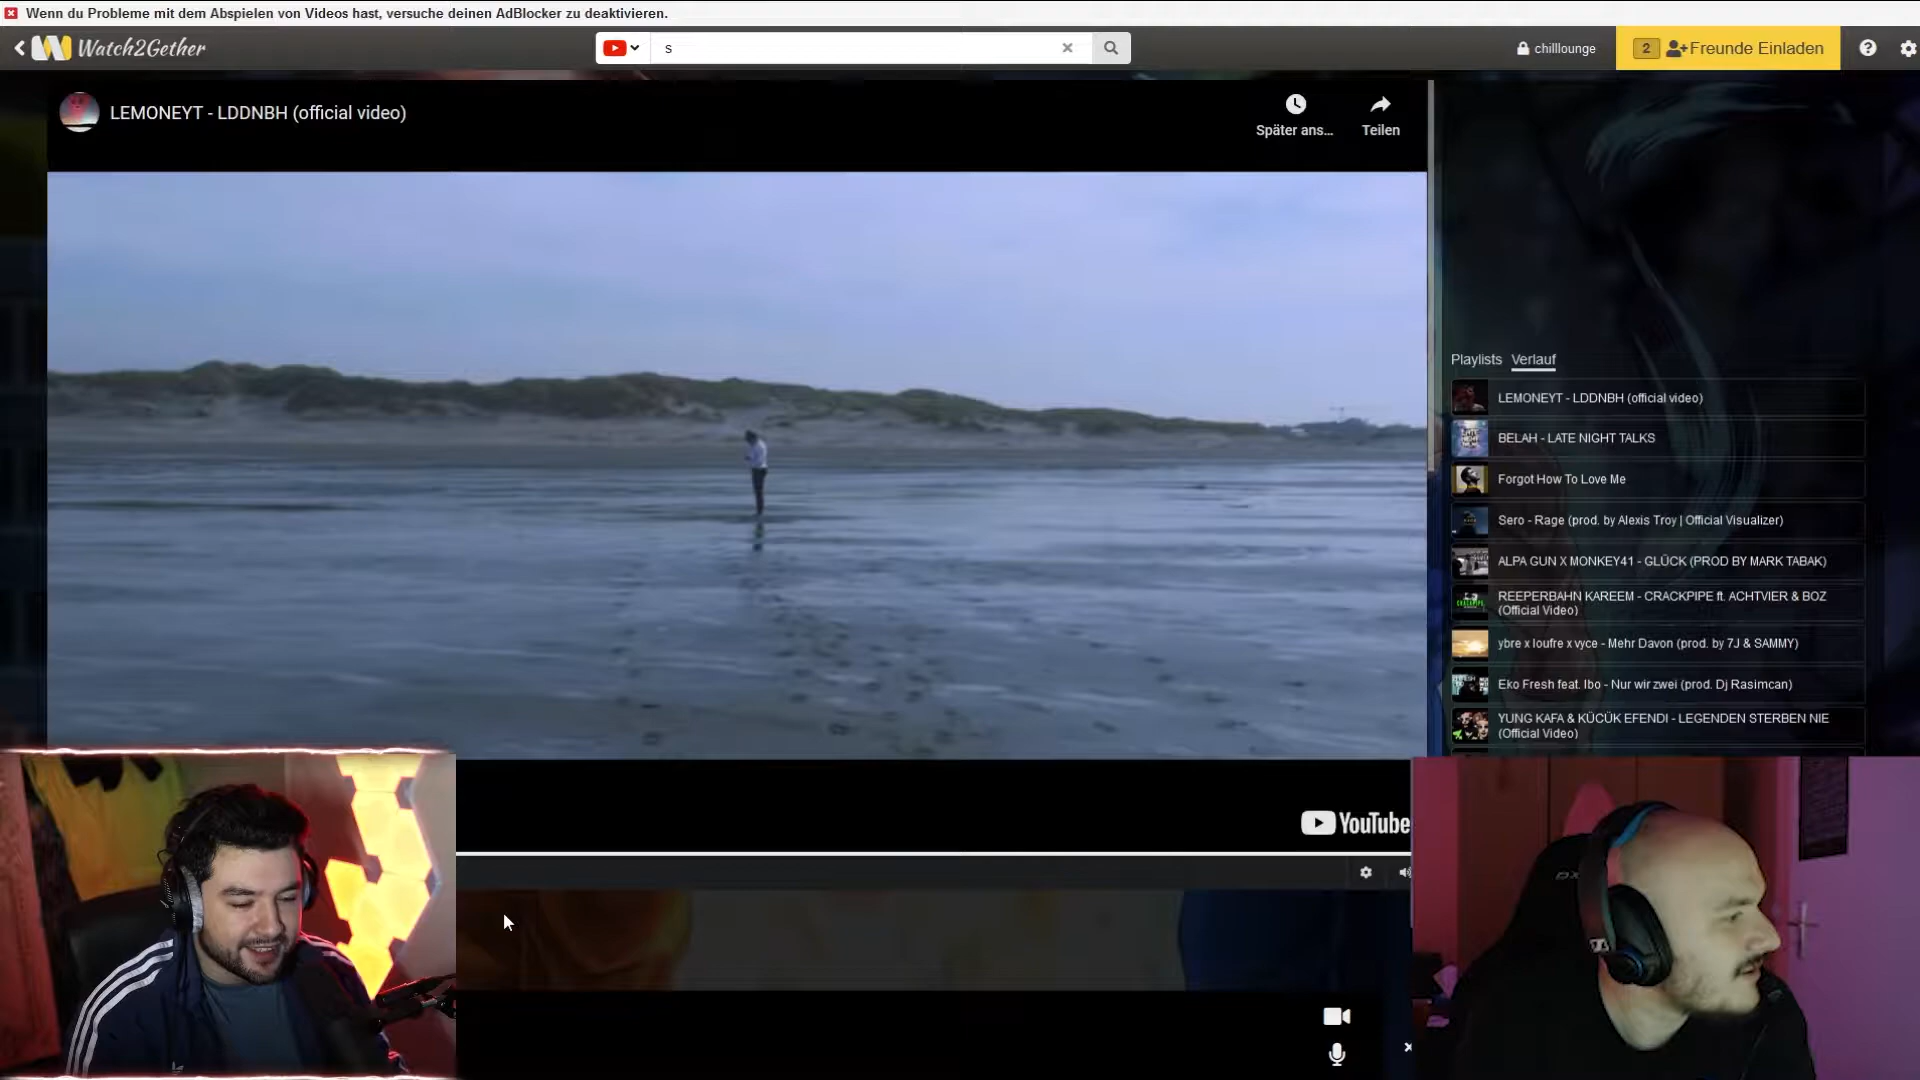 Wenn du Probleme mit dem Abspielen von Videos hast, versuche deinen AdBlocker zu deaktivieren.
Watch2Gether
s
chilllounge
2
Freunde Einladen
LEMONEYT - LDDNBH (official video)
Später ans...
Teilen
Playlists
Verlauf
LEMONEYT - LDDNBH (official video)
BELAH - LATE NIGHT TALKS
Forgot How To Love Me
Sero - Rage (prod. by Alexis Troy | Official Visualizer)
ALPA GUN X MONKEY41 - GLÜCK (PROD BY MARK TABAK)
REEPERBAHN KAREEM - CRACKPIPE ft. ACHTVIER & BOZ
(Official Video)
ybre x loufre x vyce - Mehr Davon (prod. by 7J & SAMMY)
Eko Fresh feat. Ibo - Nur wir zwei (prod. Dj Rasimcan)
YUNG KAFA & KÜCÜK EFENDI - LEGENDEN STERBEN NIE
(Official Video)
YouTube